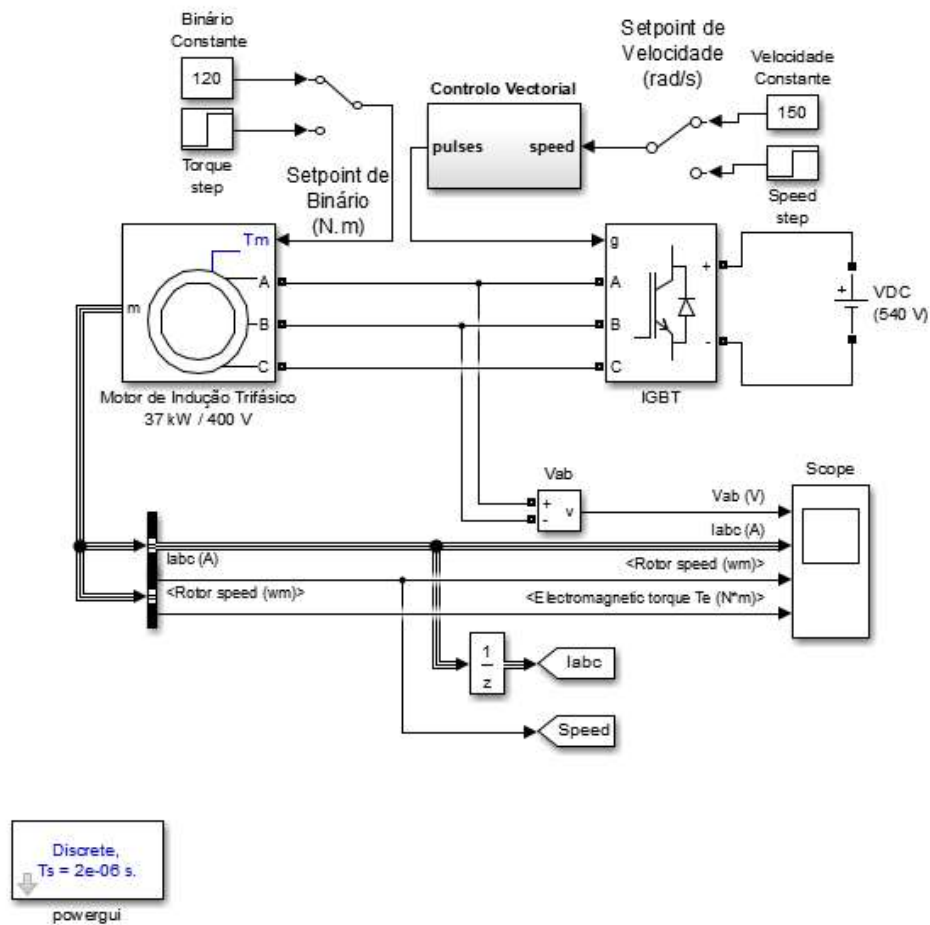 Binário
Constante
120
Torque
step
Setpoint de
Binário
(N.m)
Controlo Vectorial
pulses
speed
Setpoint de
Velocidade
(rad/s)
Velocidade
Constante
150
Speed
step
Tm
m
A
B
C
Motor de Indução Trifásico
37 kW / 400 V
g
A
B
C
+
-
IGBT
+
VDC
(540 V)
Vab
+
-
v
Scope
Vab (V)
Iabc (A)
<Rotor speed (wm)>
<Electromagnetic torque Te (N*m)>
Iabc (A)
<Rotor speed (wm)>
1
z
Iabc
Speed
Discrete,
Ts = 2e-06 s.
powergui